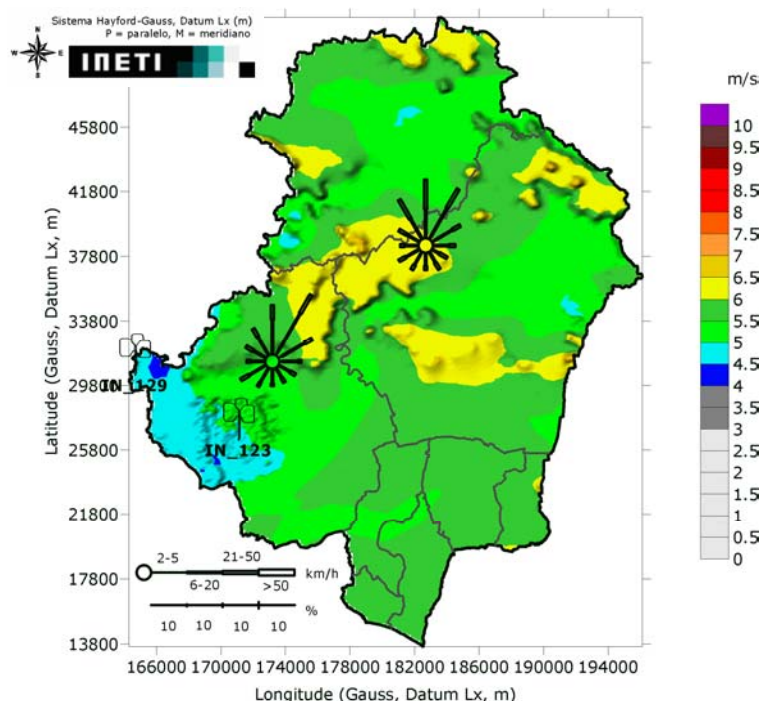 Sistema Hayford-Gauss, Datum Lx (m)
P = paralelo, M = meridiano
N
W E
S
INETI
m/sa
10
9.5
9
8.5
8
7.5
7
6.5
6
5.5
5
4.5
4
3.5
3
2.5
2
1.5
1
0.5
0
Latitude (Gauss, Datum Lx, m)
45800
41800
37800
33800
29800
25800
21800
17800
13800
IN_129
IN_123
2-5 21-50
6-20 >50 km/h
%
10 10 10 10
166000 170000 174000 178000 182000 186000 190000 194000
Longitude (Gauss, Datum Lx, m)